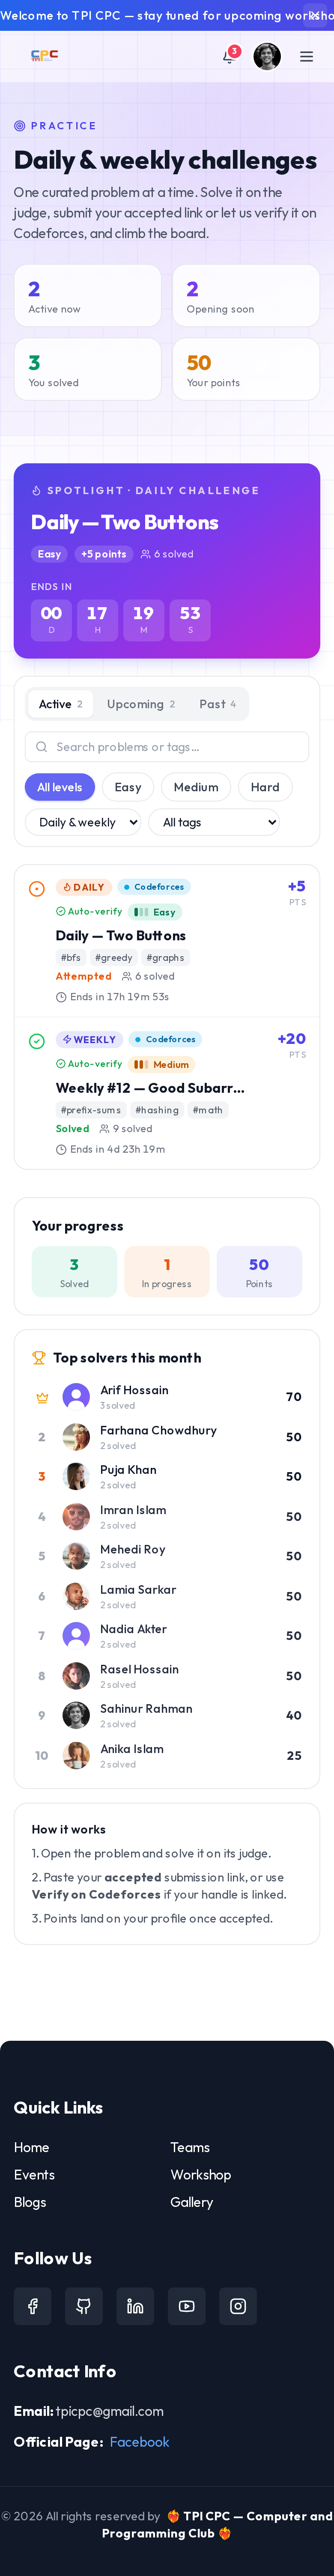 Welcome to TPI CPC — stay tuned for upcoming worksho
CPC
TPI
3
PRACTICE
Daily & weekly challenges
One curated problem at a time. Solve it on the
judge, submit your accepted link or let us verify it on
Codeforces, and climb the board.
2
Active now
2
Opening soon
3
You solved
50
Your points
SPOTLIGHT · DAILY CHALLENGE
Daily — Two Buttons
Easy +5 points 6 solved
ENDS IN
00 17 19 53
D H M S
Active 2 Upcoming 2 Past 4
Search problems or tags…
All levels Easy Medium Hard
Daily & weekly All tags
DAILY Codeforces +5
PTS
Auto-verify Easy
Daily — Two Buttons
#bfs #greedy #graphs
Attempted 6 solved
Ends in 17h 19m 53s
WEEKLY Codeforces +20
PTS
Auto-verify Medium
Weekly #12 — Good Subarr...
#prefix-sums #hashing #math
Solved 9 solved
Ends in 4d 23h 19m
Your progress
3 1 50
Solved In progress Points
Top solvers this month
Arif Hossain 70
3 solved
2 Farhana Chowdhury 50
2 solved
3 Puja Khan 50
2 solved
4 Imran Islam 50
2 solved
5 Mehedi Roy 50
2 solved
6 Lamia Sarkar 50
2 solved
7 Nadia Akter 50
2 solved
8 Rasel Hossain 50
2 solved
9 Sahinur Rahman 40
2 solved
10 Anika Islam 25
2 solved
How it works
1. Open the problem and solve it on its judge.
2. Paste your accepted submission link, or use
Verify on Codeforces if your handle is linked.
3. Points land on your profile once accepted.
Quick Links
Home Teams
Events Workshop
Blogs Gallery
Follow Us
Contact Info
Email: tpicpc@gmail.com
Official Page: Facebook
© 2026 All rights reserved by ❤️‍🔥 TPI CPC — Computer and
Programming Club ❤️‍🔥